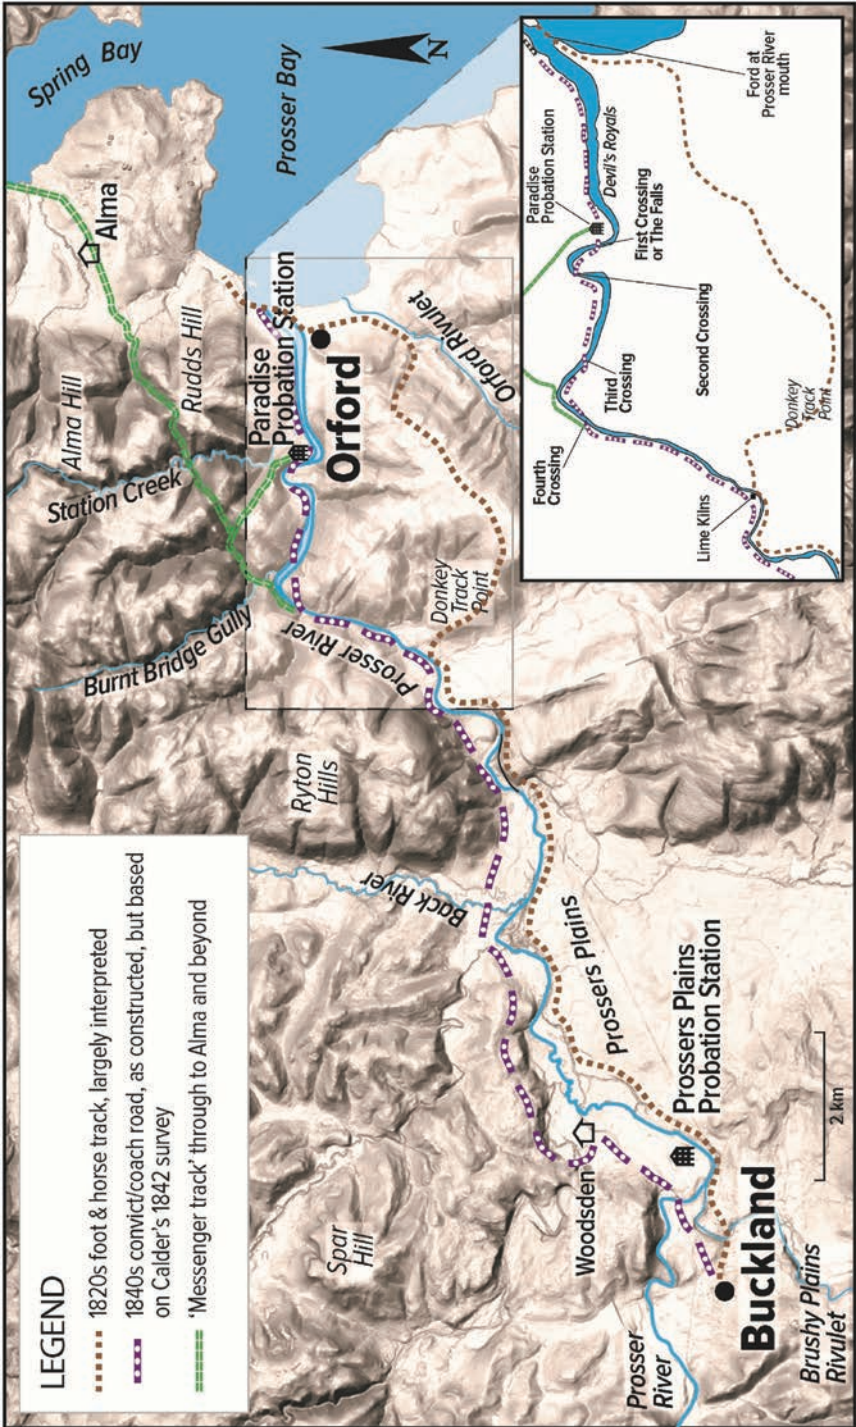 LEGEND
1820s foot & horse track, largely interpreted
1840s convict/coach road, as constructed, but based
on Calder's 1842 survey
'Messenger track' through to Alma and beyond
Spring Bay
Prosser Bay
N
Alma
Alma Hill
Rudds Hill
Station Creek
Burnt Bridge Gully
Paradise
Probation Station
Orford
Orford Rivulet
Prosser River
Donkey
Track
Point
Ryton
Hills
Back River
Spar
Hill
Woodsden
Prossers Plains
Prossers Plains
Probation Station
Prosser
River
Buckland
Brushy Plains
Rivulet
2 km
Paradise Probation Station
Devil's Royals
Ford at
Prosser River
mouth
First Crossing
or The Falls
Second Crossing
Third
Crossing
Fourth
Crossing
Lime Kilns
Donkey
Track
Point